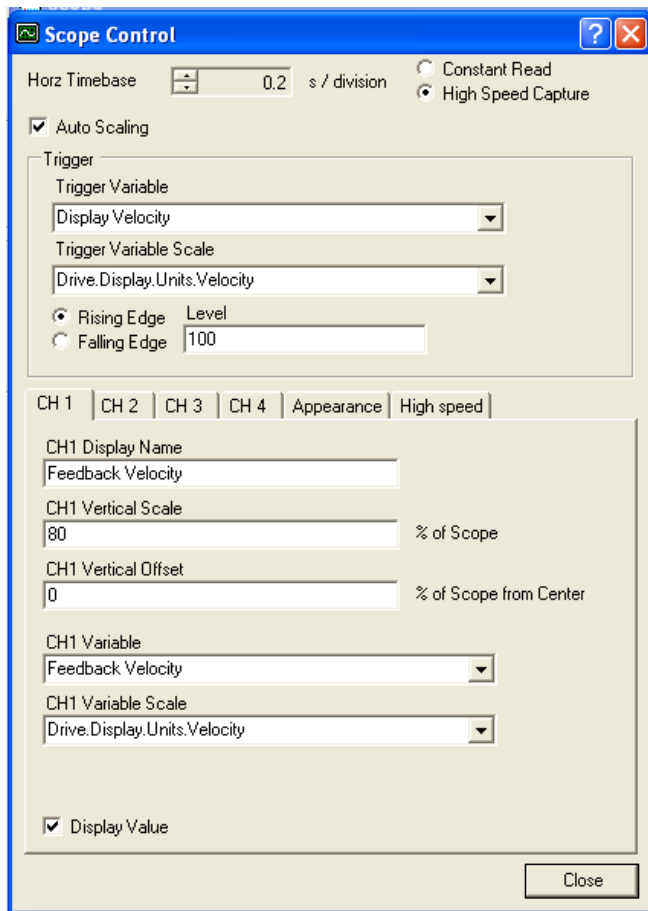 Scope Control
Horz Timebase 0.2 s / division
Constant Read
High Speed Capture
Auto Scaling
Trigger
Trigger Variable
Display Velocity
Trigger Variable Scale
Drive.Display.Units.Velocity
Rising Edge
Falling Edge
Level
100
CH 1 CH 2 CH 3 CH 4 Appearance High speed
CH1 Display Name
Feedback Velocity
CH1 Vertical Scale
80 % of Scope
CH1 Vertical Offset
0 % of Scope from Center
CH1 Variable
Feedback Velocity
CH1 Variable Scale
Drive.Display.Units.Velocity
Display Value
Close